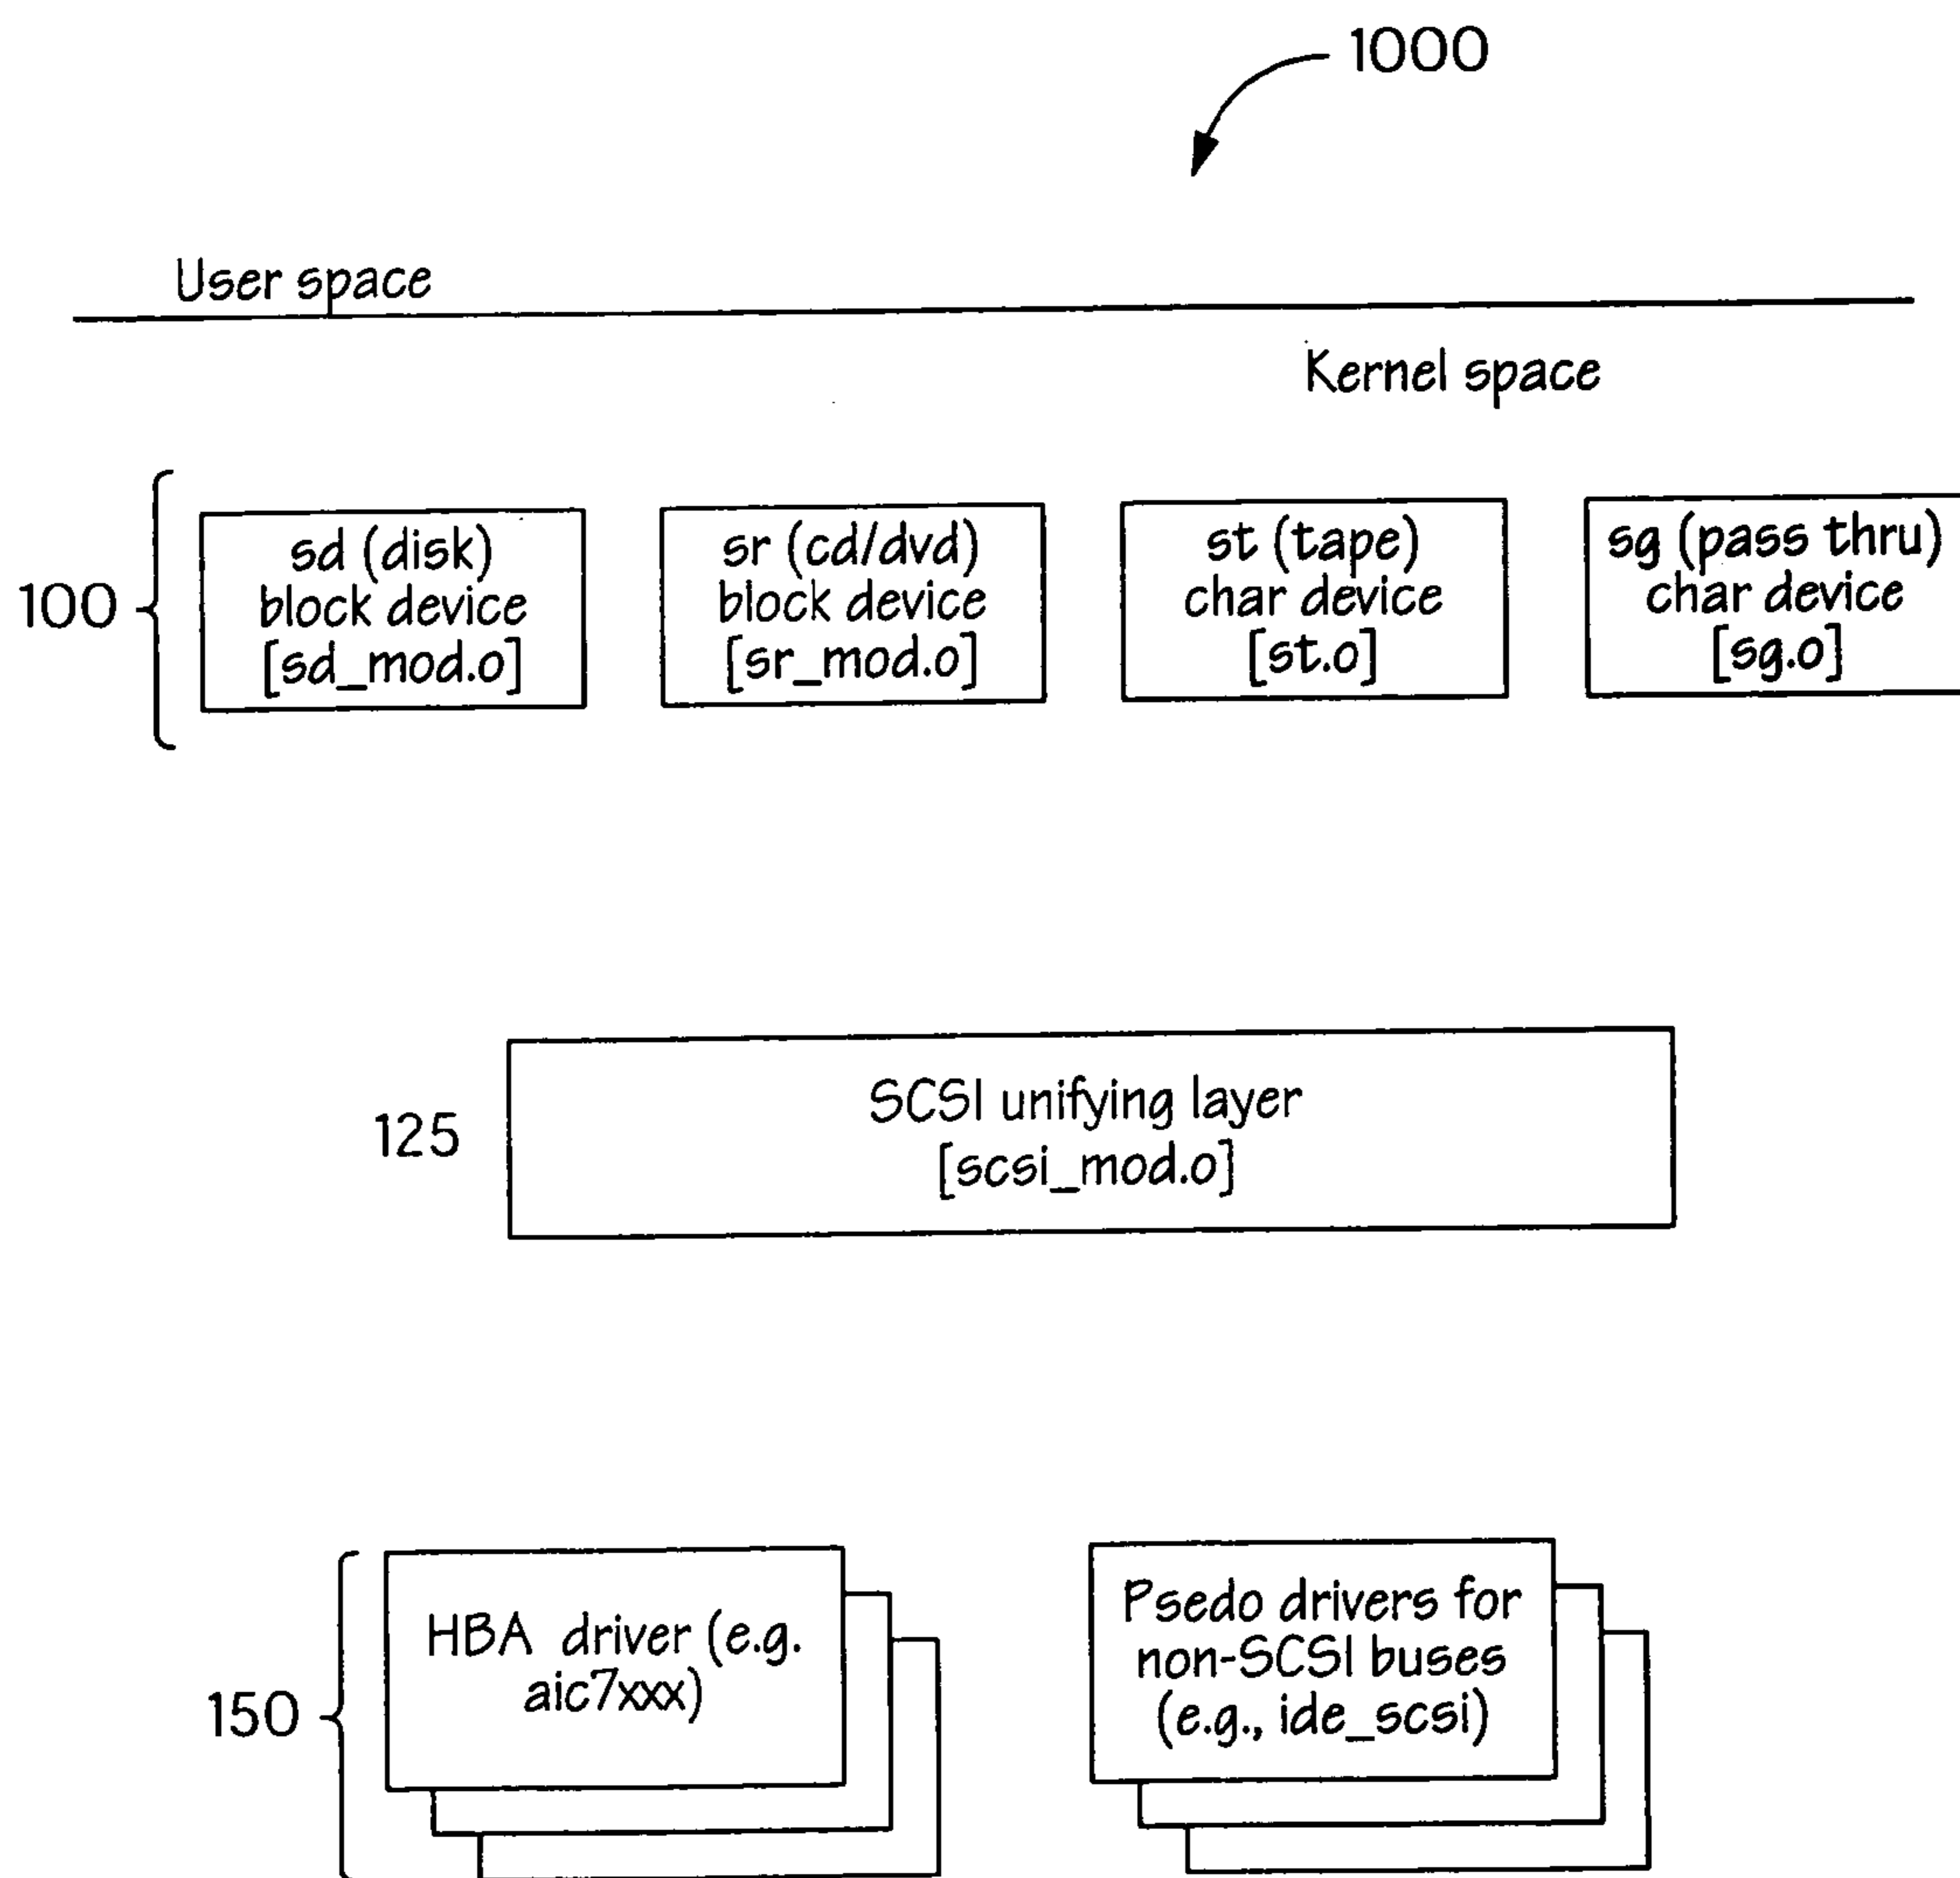 1000
User space
Kernel space
100
sd (disk)
block device
[sd_mod.o]
sr (cd/dvd)
block device
[sr_mod.o]
st (tape)
char device
[st.o]
sg (pass thru)
char device
[sg.o]
125
SCSI unifying layer
[scsi_mod.o]
150
HBA driver (e.g.
aic7xxx)
Psedo drivers for
non-SCSI buses
(e.g., ide_scsi)